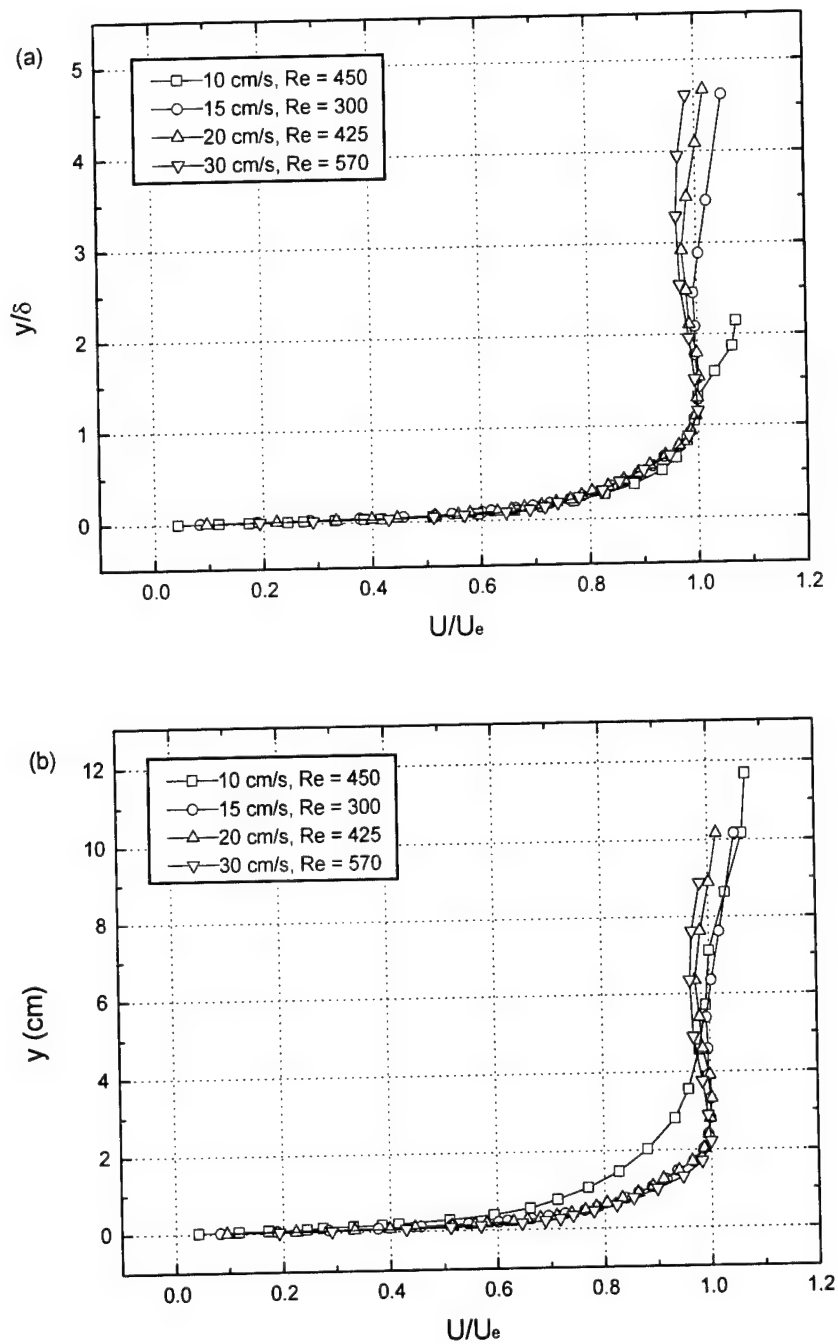 (a)
10 cm/s, Re = 450
15 cm/s, Re = 300
20 cm/s, Re = 425
30 cm/s, Re = 570
5
4
3
2
1
0
y/δ
0.0 0.2 0.4 0.6 0.8 1.0 1.2
U/Ue
(b)
10 cm/s, Re = 450
15 cm/s, Re = 300
20 cm/s, Re = 425
30 cm/s, Re = 570
12
10
8
6
4
2
0
y (cm)
0.0 0.2 0.4 0.6 0.8 1.0 1.2
U/Ue